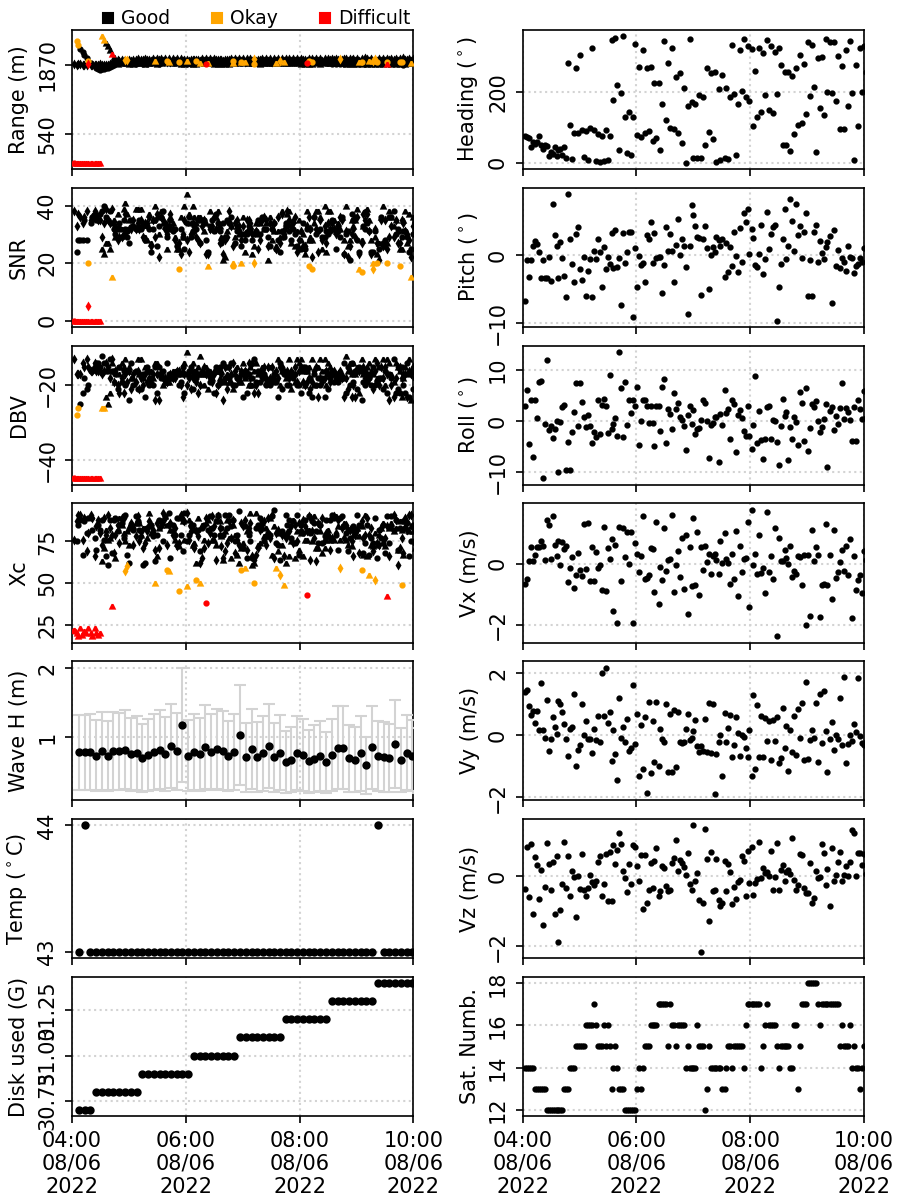 Good Okay Difficult
Range (m)
1870
540
Heading (°)
200
0
SNR
40
20
0
Pitch (°)
0
−10
DBV
−20
−40
Roll (°)
10
0
−10
Xc
75
50
25
Vx (m/s)
0
−2
Wave H (m)
2
1
Vy (m/s)
2
0
−2
Temp (°C)
44
43
Vz (m/s)
0
−2
Disk used (G)
Sat. Numb.
18
16
14
12
04:00 06:00 08:00 10:00
08/06 08/06 08/06 08/06
2022 2022 2022 2022
04:00 06:00 08:00 10:00
08/06 08/06 08/06 08/06
2022 2022 2022 2022